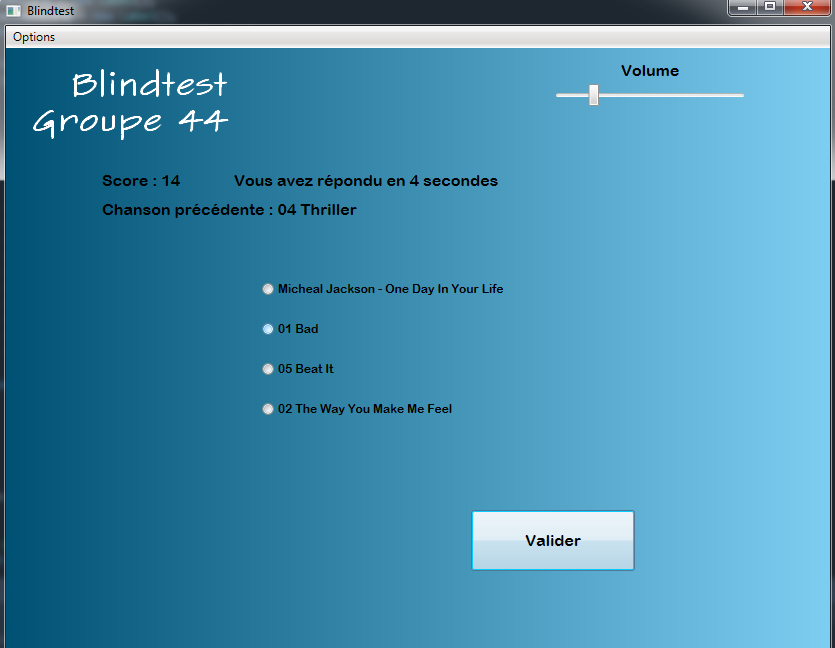 Blindtest
Options
Blindtest
Groupe 44
Volume
Score : 14 Vous avez répondu en 4 secondes
Chanson précédente : 04 Thriller
Micheal Jackson - One Day In Your Life
01 Bad
05 Beat It
02 The Way You Make Me Feel
Valider